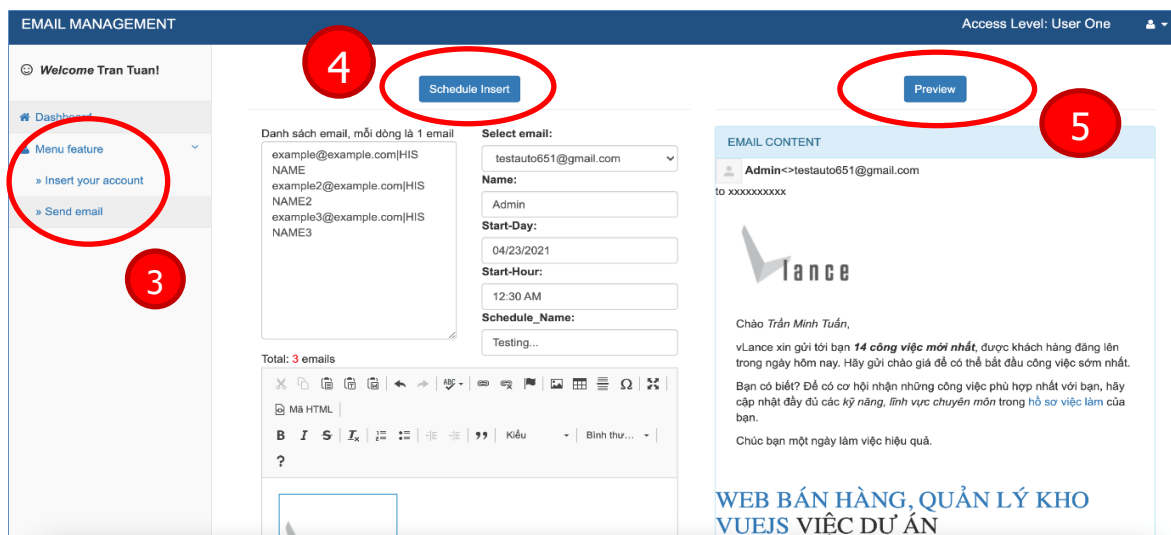 EMAIL MANAGEMENT
Access Level: User One
Welcome Tran Tuan!
Dashboard
Menu feature
» Insert your account
» Send email
3
4
Schedule Insert
Preview
5
Danh sách email, mỗi dòng là 1 email
example@example.com|HIS
NAME
example2@example.com|HIS
NAME2
example3@example.com|HIS
NAME3
Total: 3 emails
Select email:
testauto651@gmail.com
Name:
Admin
Start-Day:
04/23/2021
Start-Hour:
12:30 AM
Schedule_Name:
Testing...
ABC
Ω
Mã HTML
B I S Ix
Kiểu
Bình thư...
?
EMAIL CONTENT
Admin<>testauto651@gmail.com
to xxxxxxxxxx
vlance
Chào Trần Minh Tuấn,
vLance xin gửi tới bạn 14 công việc mới nhất, được khách hàng đăng lên
trong ngày hôm nay. Hãy gửi chào giá để có thể bắt đầu công việc sớm nhất.
Bạn có biết? Để có cơ hội nhận những công việc phù hợp nhất với bạn, hãy
cập nhật đầy đủ các kỹ năng, lĩnh vực chuyên môn trong hồ sơ việc làm của
bạn.
Chúc bạn một ngày làm việc hiệu quả.
WEB BÁN HÀNG, QUẢN LÝ KHO
VUEJS VIỆC DỰ ÁN